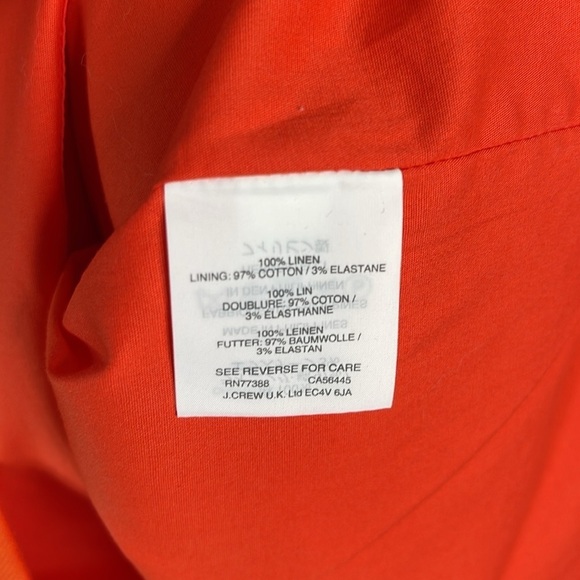 100% LINEN
LINING: 97% COTTON / 3% ELASTANE
100% LIN
DOUBLURE: 97% COTON /
3% ÉLASTHANNE
100% LEINEN
FUTTER: 97% BAUMWOLLE /
3% ELASTAN
SEE REVERSE FOR CARE
RN77388 CA56445
J.CREW U.K. Ltd EC4V 6JA